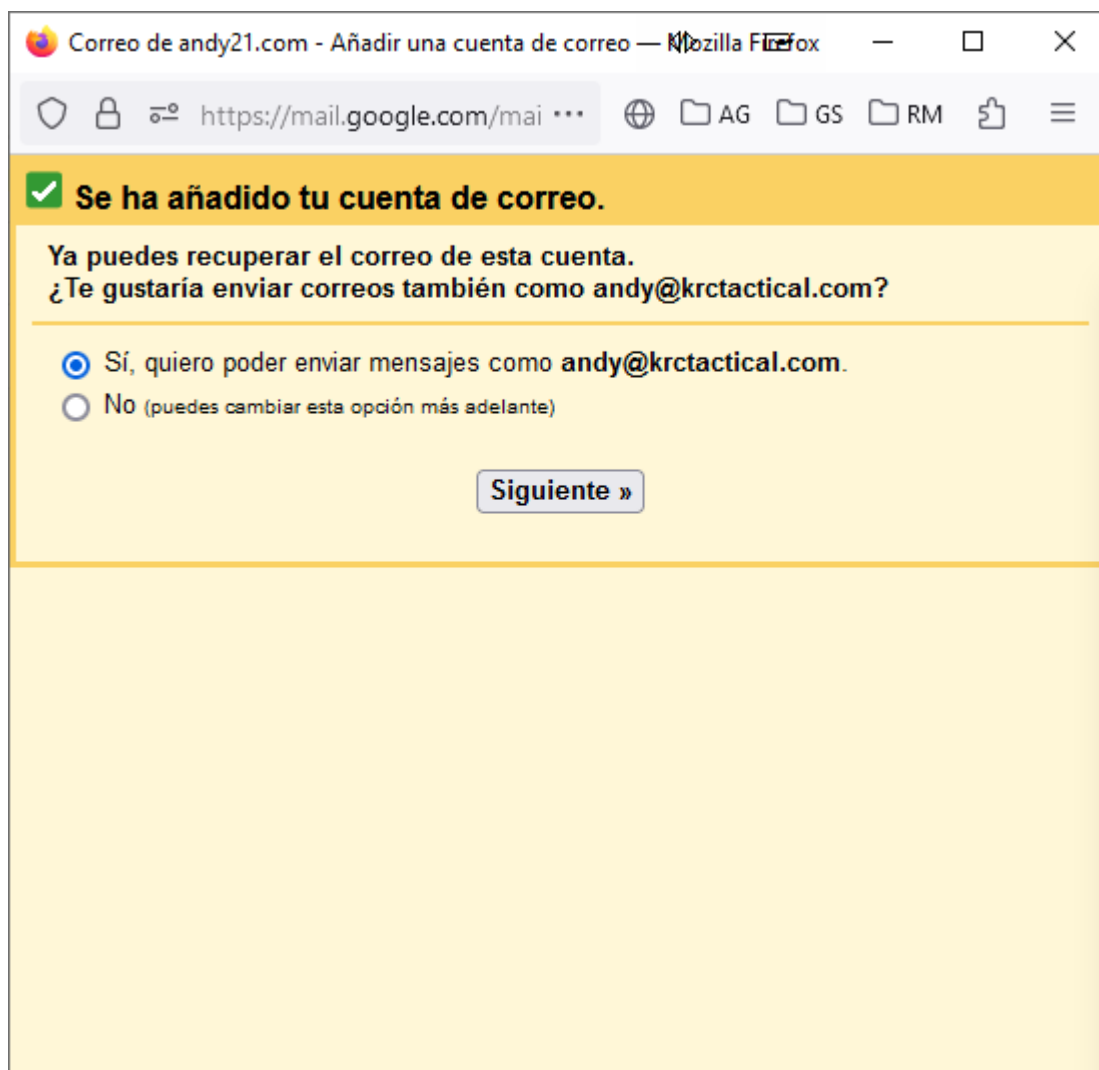 Correo de andy21.com - Añadir una cuenta de correo — Mozilla Firefox
https://mail.google.com/mai ··· AG GS RM
Se ha añadido tu cuenta de correo.
Ya puedes recuperar el correo de esta cuenta.
¿Te gustaría enviar correos también como andy@krctactical.com?
Sí, quiero poder enviar mensajes como andy@krctactical.com.
No (puedes cambiar esta opción más adelante)
Siguiente »